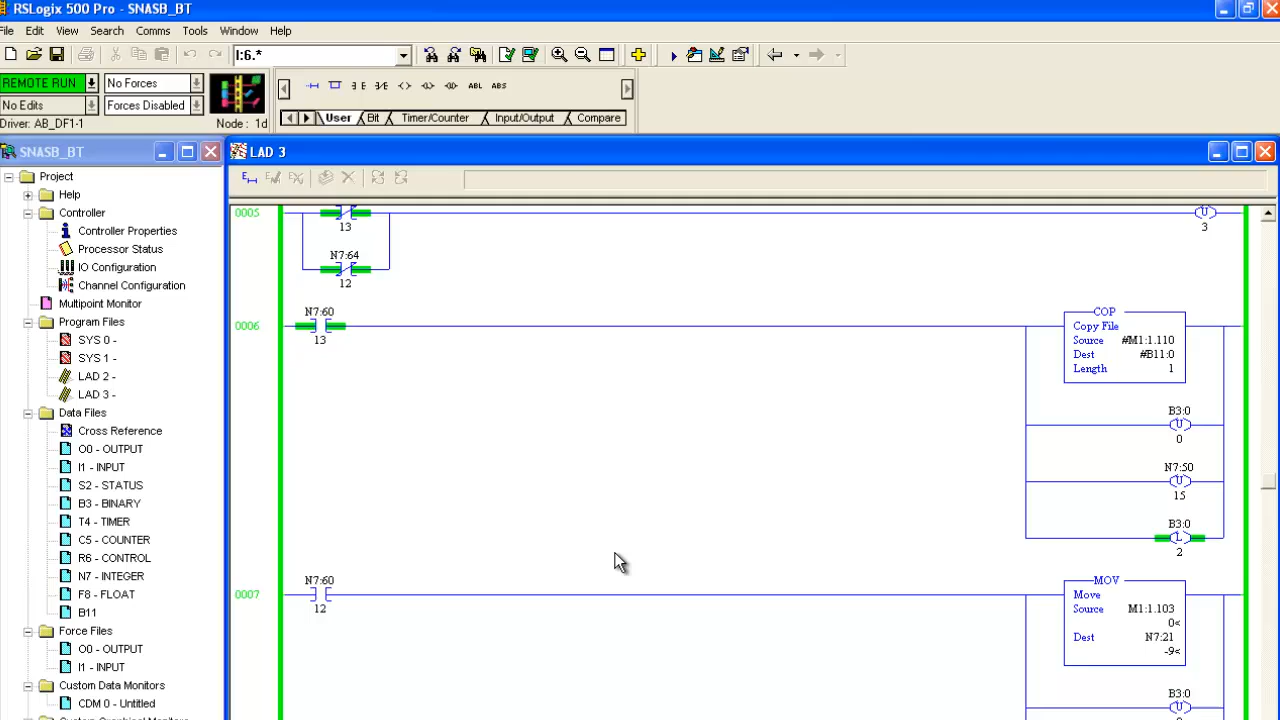 RSLogix 500 Pro - SNASB_BT
File Edit View Search Comms Tools Window Help
I:6.*
REMOTE RUN No Forces
No Edits Forces Disabled
Driver: AB_DF1-1 Node : 1d
ABL ABS
User Bit Timer/Counter Input/Output Compare
SNASB_BT
Project
Help
Controller
Controller Properties
Processor Status
IO Configuration
Channel Configuration
Multipoint Monitor
Program Files
SYS 0 -
SYS 1 -
LAD 2 -
LAD 3 -
Data Files
Cross Reference
O0 - OUTPUT
I1 - INPUT
S2 - STATUS
B3 - BINARY
T4 - TIMER
C5 - COUNTER
R6 - CONTROL
N7 - INTEGER
F8 - FLOAT
B11
Force Files
O0 - OUTPUT
I1 - INPUT
Custom Data Monitors
CDM 0 - Untitled
Custom Graphical Monitors
LAD 3
0005
U
13
3
N7:64
12
0006
N7:60
13
COP
Copy File
Source #M1:1.110
Dest #B11:0
Length 1
B3:0
U
0
N7:50
U
15
B3:0
L
2
0007
N7:60
12
MOV
Move
Source M1:1.103
0<
Dest N7:21
-9<
B3:0
U